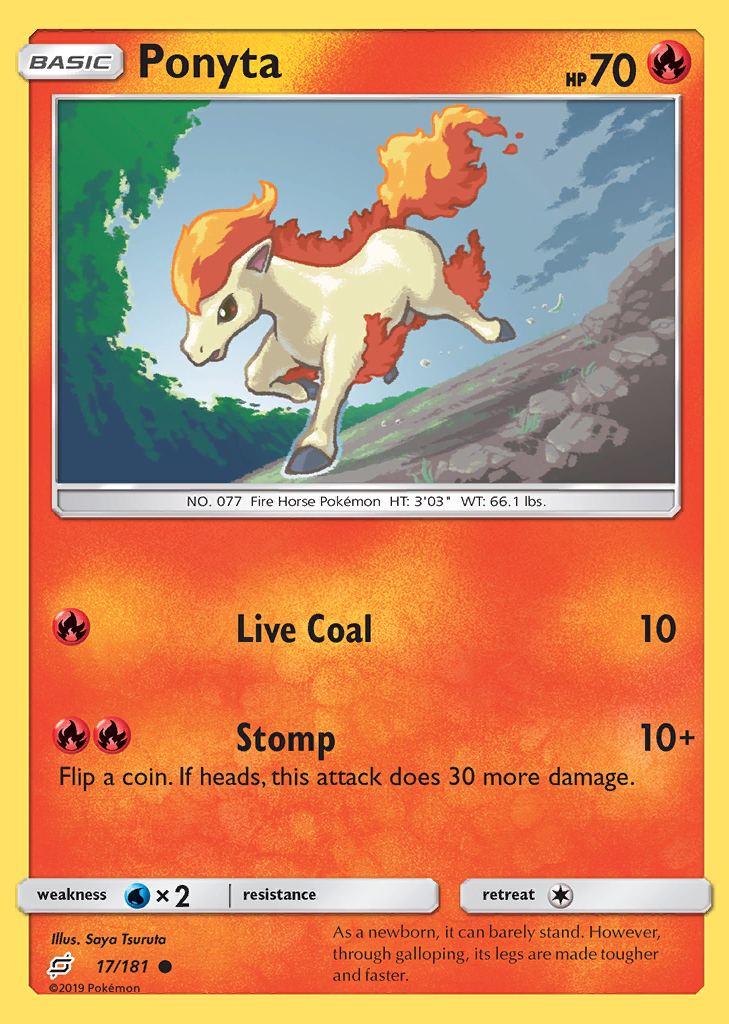 BASIC Ponyta HP 70
NO. 077 Fire Horse Pokémon HT: 3'03" WT: 66.1 lbs.
Live Coal 10
Stomp 10+
Flip a coin. If heads, this attack does 30 more damage.
weakness × 2 resistance retreat
Illus. Saya Tsuruta
17/181
©2019 Pokémon
As a newborn, it can barely stand. However,
through galloping, its legs are made tougher
and faster.